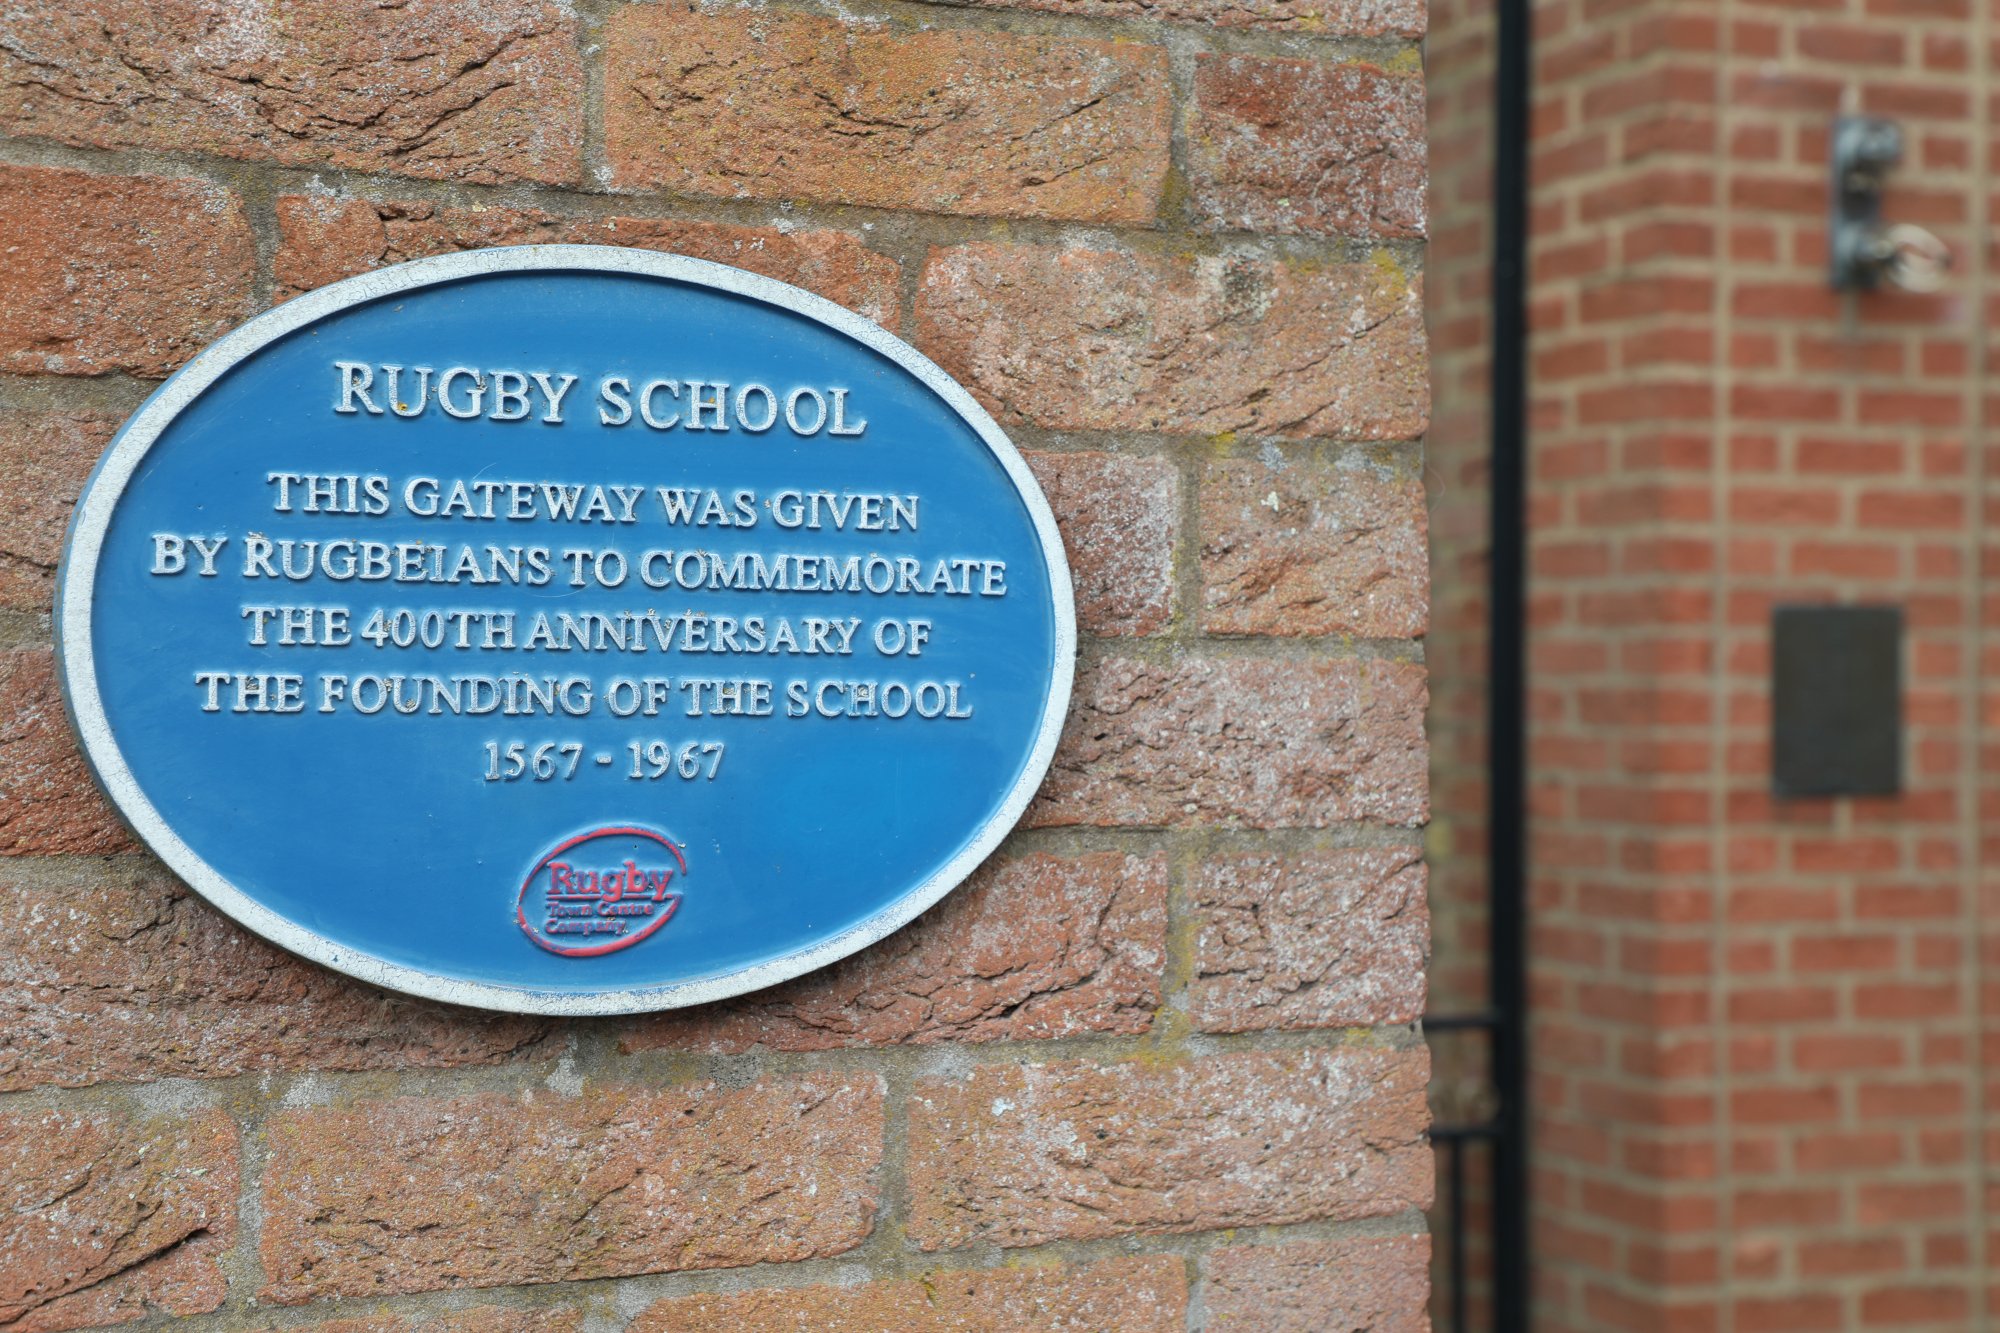 RUGBY SCHOOL
THIS GATEWAY WAS GIVEN
BY RUGBEIANS TO COMMEMORATE
THE 400TH ANNIVERSARY OF
THE FOUNDING OF THE SCHOOL
1567 - 1967
Rugby
Town Centre
Company